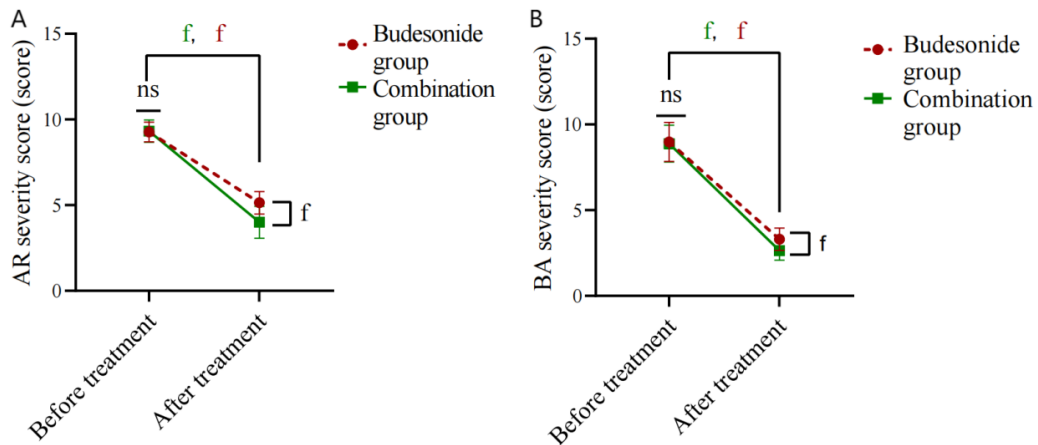 A
AR severity score (score)
15
10
5
0
f, f
ns
f
Before treatment
After treatment
Budesonide
group
Combination
group
B
BA severity score (score)
15
10
5
0
f, f
ns
f
Before treatment
After treatment
Budesonide
group
Combination
group